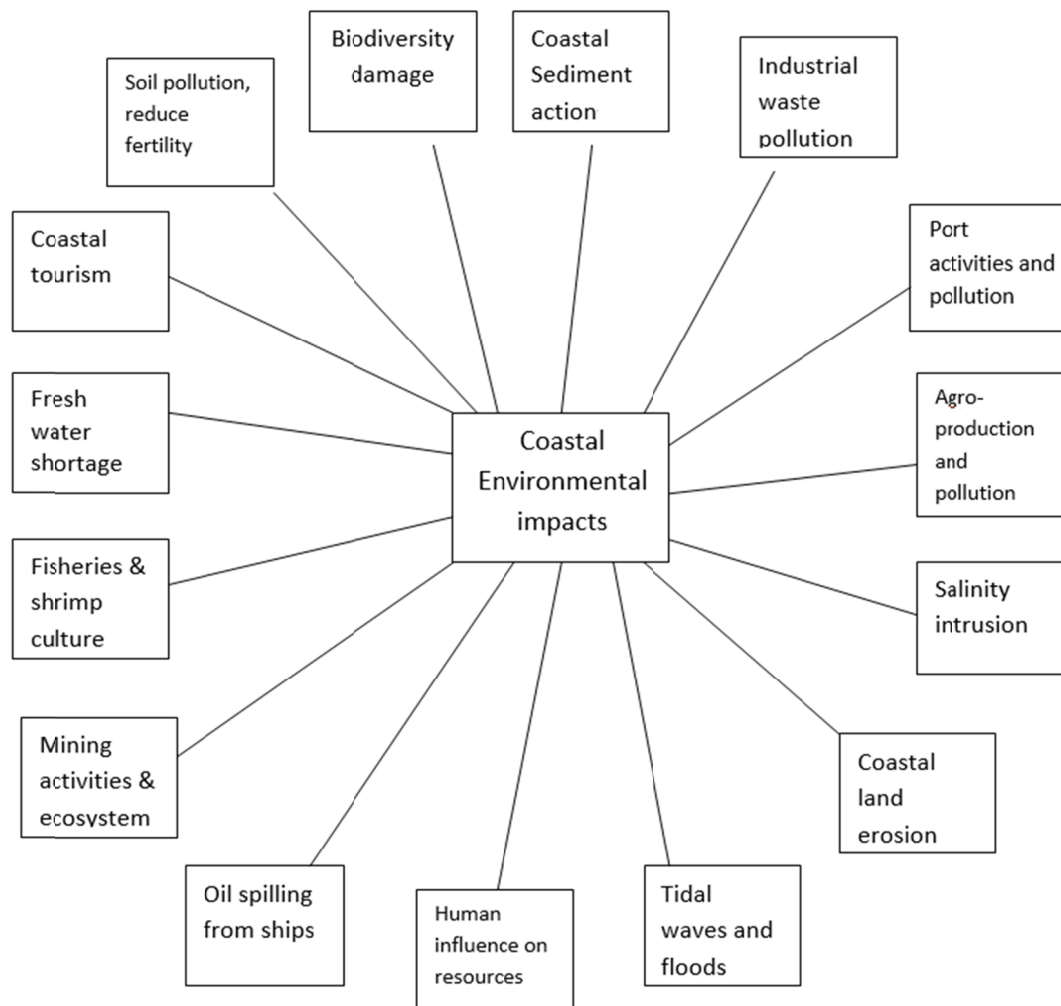 Biodiversity
damage
Coastal
Sediment
action
Industrial
waste
pollution
Soil pollution,
reduce
fertility
Port
activities and
pollution
Coastal
tourism
Agro-
production
and
pollution
Fresh
water
shortage
Coastal
Environmental
impacts
Fisheries &
shrimp
culture
Salinity
intrusion
Mining
activities &
ecosystem
Coastal
land
erosion
Oil spilling
from ships
Human
influence on
resources
Tidal
waves and
floods